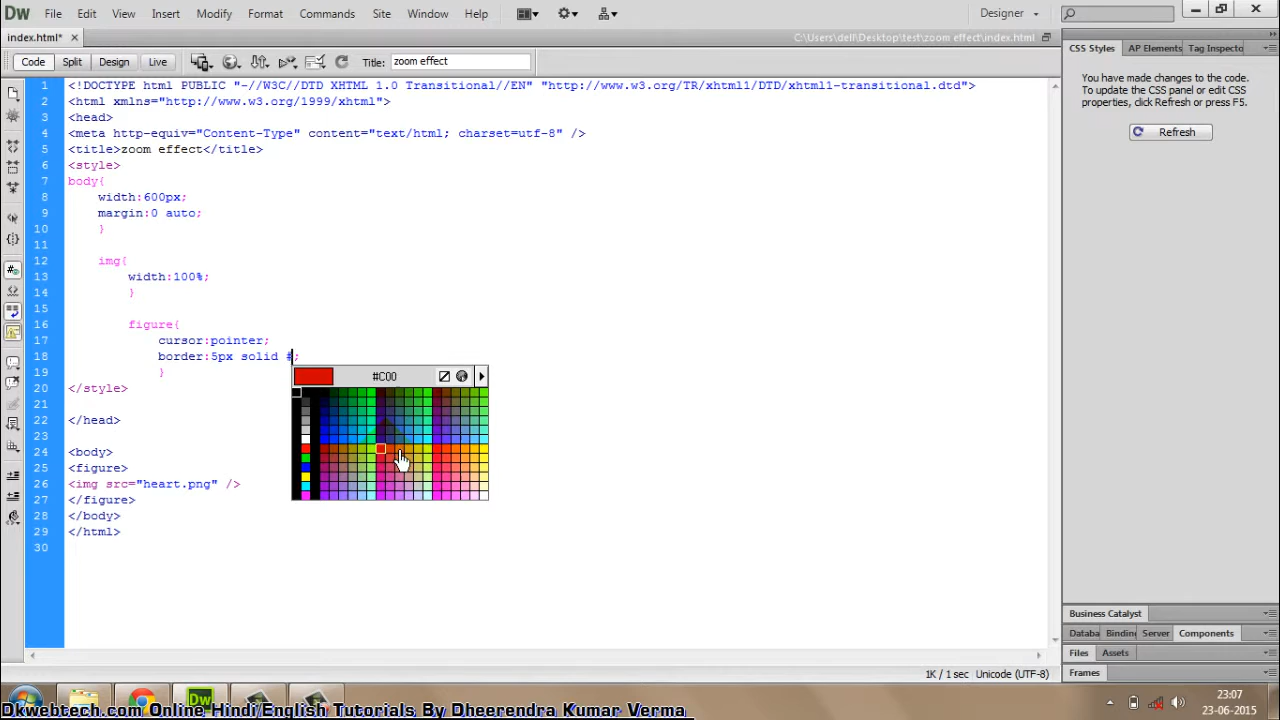 Dw File Edit View Insert Modify Format Commands Site Window Help Designer
index.html* × C:\Users\dell\Desktop\test\zoom effect\index.html
Code Split Design Live Title: zoom effect
CSS Styles AP Elements Tag Inspecto
You have made changes to the code.
To update the CSS panel or edit CSS
properties, click Refresh or press F5.
Refresh
1 <!DOCTYPE html PUBLIC "-//W3C//DTD XHTML 1.0 Transitional//EN" "http://www.w3.org/TR/xhtml1/DTD/xhtml1-transitional.dtd">
2 <html xmlns="http://www.w3.org/1999/xhtml">
3 <head>
4 <meta http-equiv="Content-Type" content="text/html; charset=utf-8" />
5 <title>zoom effect</title>
6 <style>
7 body{
8 width:600px;
9 margin:0 auto;
10 }
11
12 img{
13 width:100%;
14 }
15
16 figure{
17 cursor:pointer;
18 border:5px solid #;
19 }
#C00
20 </style>
21
22 </head>
23
24 <body>
25 <figure>
26 <img src="heart.png" />
27 </figure>
28 </body>
29 </html>
30
Business Catalyst
Databa Bindin Server Components
Files Assets
Frames
1K / 1 sec Unicode (UTF-8)
Dw
23:07
23-06-2015
Dkwebtech.com Online Hindi/English Tutorials By Dheerendra Kumar Verma